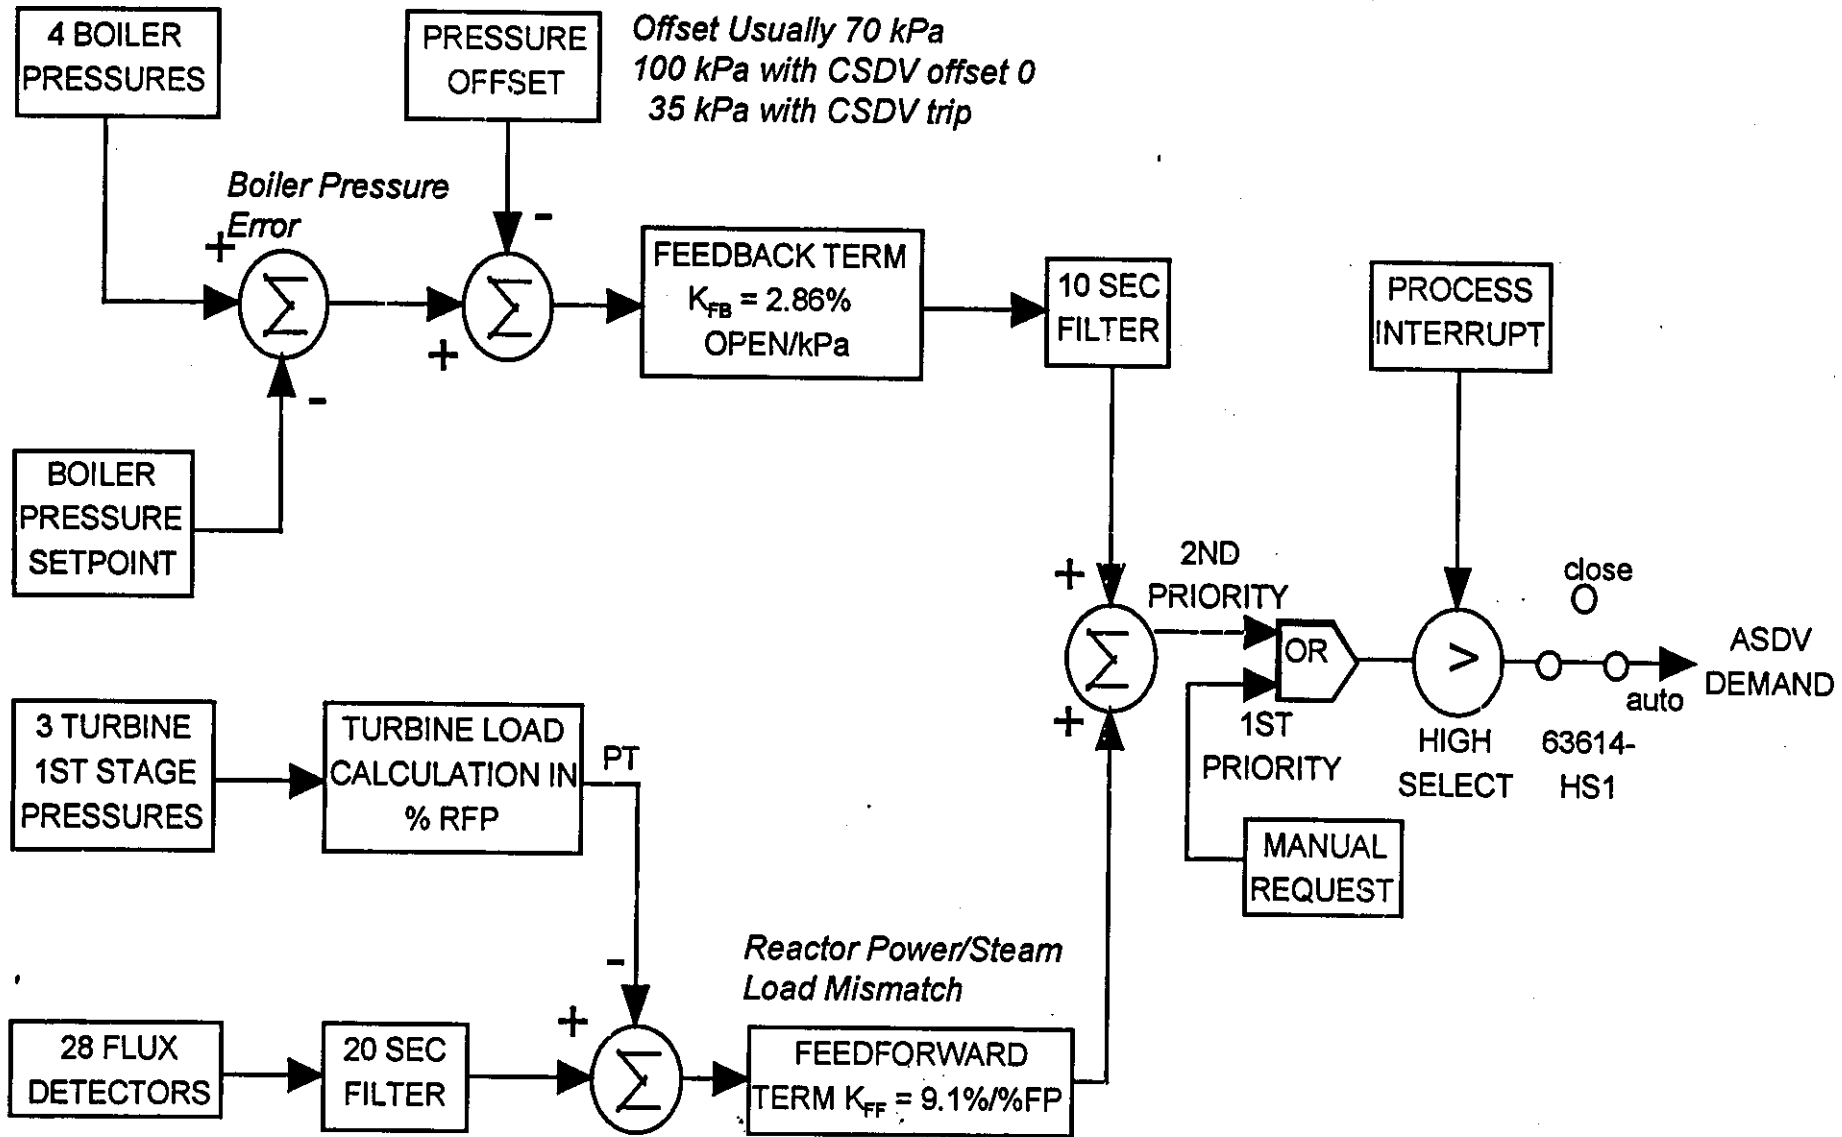 4 BOILER
PRESSURES
PRESSURE
OFFSET
Offset Usually 70 kPa
100 kPa with CSDV offset 0
35 kPa with CSDV trip
Boiler Pressure
Error
+
-
+
-
Σ
Σ
FEEDBACK TERM
K_FB = 2.86%
OPEN/kPa
10 SEC
FILTER
PROCESS
INTERRUPT
BOILER
PRESSURE
SETPOINT
+
Σ
+
2ND
PRIORITY
OR
1ST
PRIORITY
>
HIGH
SELECT
close
auto
63614-
HS1
ASDV
DEMAND
MANUAL
REQUEST
3 TURBINE
1ST STAGE
PRESSURES
TURBINE LOAD
CALCULATION IN
% RFP
PT
-
+
Σ
Reactor Power/Steam
Load Mismatch
28 FLUX
DETECTORS
20 SEC
FILTER
FEEDFORWARD
TERM K_FF = 9.1%/%FP